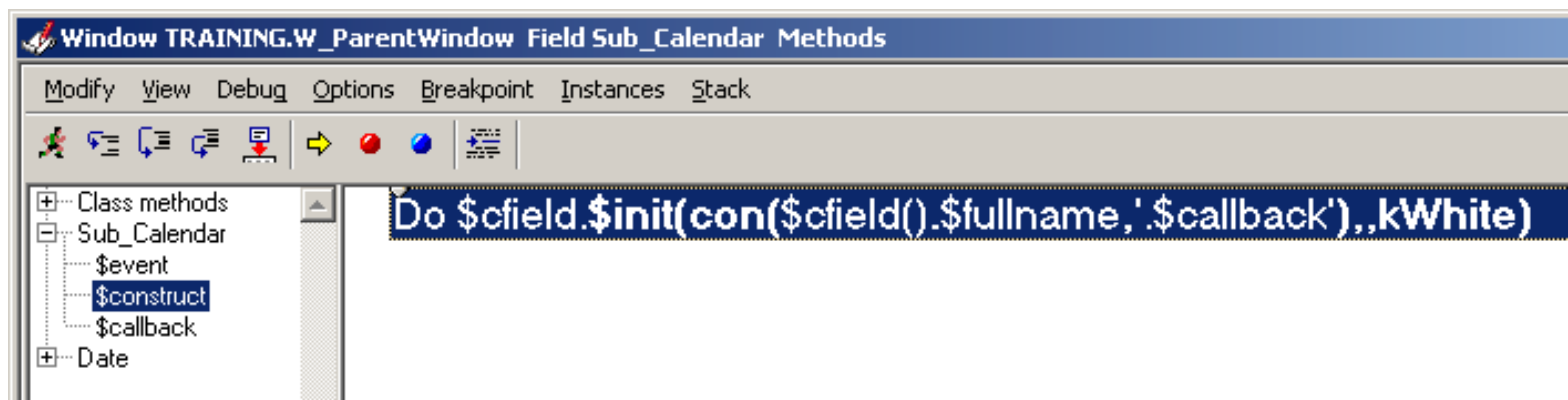 Window TRAINING.W_ParentWindow Field Sub_Calendar Methods
Modify View Debug Options Breakpoint Instances Stack
Class methods
Sub_Calendar
$event
$construct
$callback
Date
Do $cfield.$init(con($cfield().$fullname,'.$callback'),,kWhite)